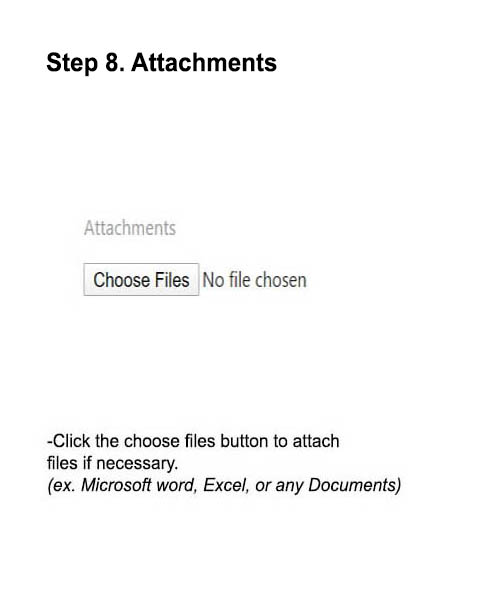 Step 8. Attachments
Attachments
Choose Files No file chosen
-Click the choose files button to attach
files if necessary.
(ex. Microsoft word, Excel, or any Documents)